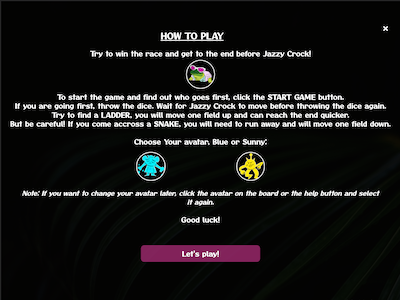 HOW TO PLAY
×
Try to win the race and get to the end before Jazzy Crock!
To start the game and find out who goes first, click the START GAME button.
If you are going first, throw the dice. Wait for Jazzy Crock to move before throwing the dice again.
Try to find a LADDER, you will move one field up and can reach the end quicker.
But be careful! If you come accross a SNAKE, you will need to run away and will move one field down.
Choose Your avatar, Blue or Sunny:
Note: If you want to change your avatar later, click the avatar on the board or the help button and select
it again.
Good luck!
Let's play!